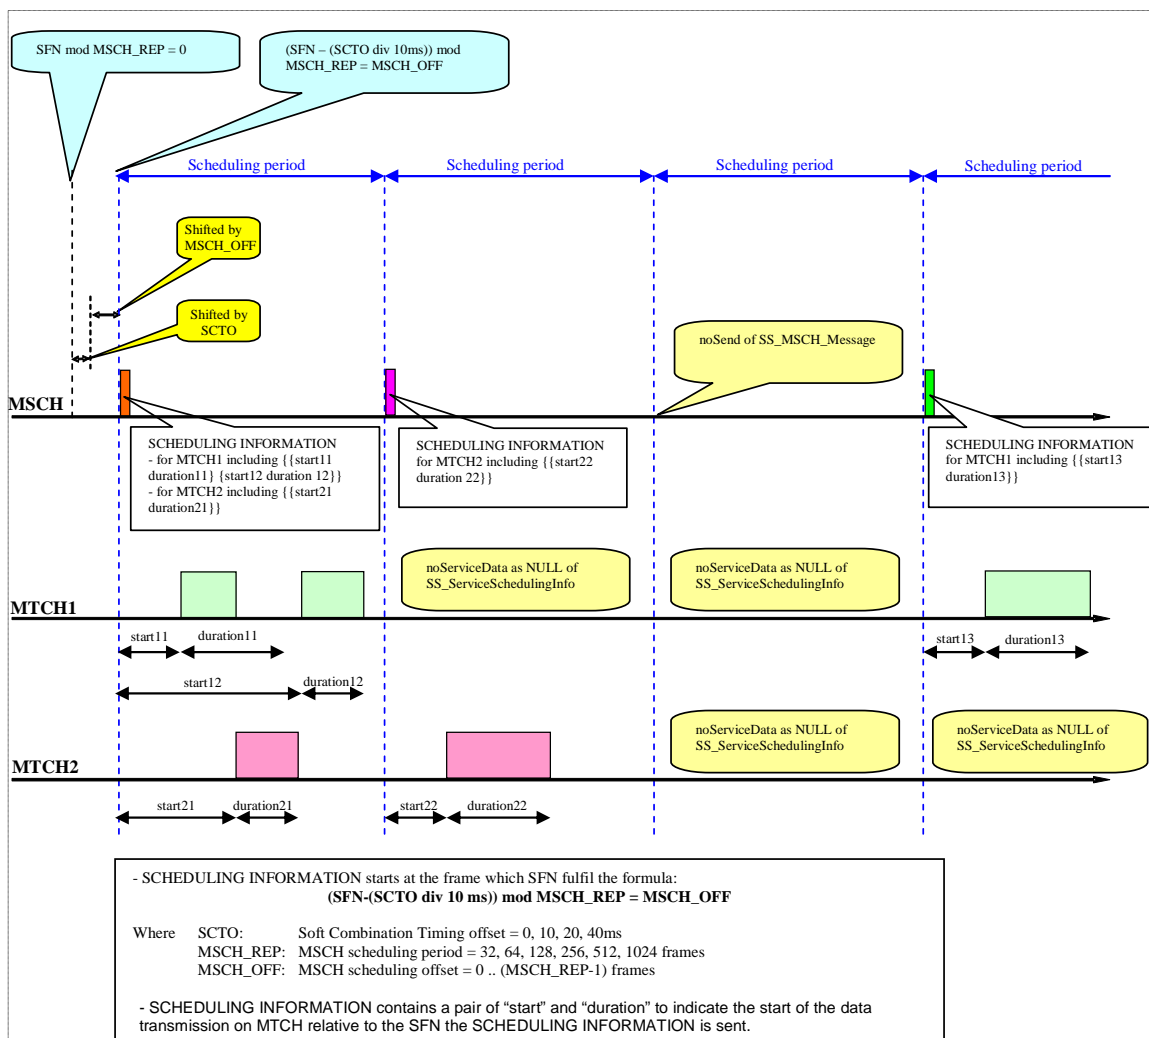 SFN mod MSCH_REP = 0
(SFN – (SCTO div 10ms)) mod
MSCH_REP = MSCH_OFF
Scheduling period
Scheduling period
Scheduling period
Scheduling period
Shifted by
MSCH_OFF
Shifted by
SCTO
noSend of SS_MSCH_Message
MSCH
SCHEDULING INFORMATION
- for MTCH1 including {{start11
duration11} {start12 duration 12}}
- for MTCH2 including {{start21
duration21}}
SCHEDULING INFORMATION
for MTCH2 including {{start22
duration 22}}
SCHEDULING INFORMATION
for MTCH1 including {{start13
duration13}}
noServiceData as NULL of
SS_ServiceSchedulingInfo
noServiceData as NULL of
SS_ServiceSchedulingInfo
MTCH1
start11
duration11
start13
duration13
start12
duration12
noServiceData as NULL of
SS_ServiceSchedulingInfo
noServiceData as NULL of
SS_ServiceSchedulingInfo
MTCH2
start21
duration21
start22
duration22
- SCHEDULING INFORMATION starts at the frame which SFN fulfil the formula:
(SFN-(SCTO div 10 ms)) mod MSCH_REP = MSCH_OFF
Where SCTO: Soft Combination Timing offset = 0, 10, 20, 40ms
MSCH_REP: MSCH scheduling period = 32, 64, 128, 256, 512, 1024 frames
MSCH_OFF: MSCH scheduling offset = 0 .. (MSCH_REP-1) frames
- SCHEDULING INFORMATION contains a pair of “start” and “duration” to indicate the start of the data
transmission on MTCH relative to the SFN the SCHEDULING INFORMATION is sent.